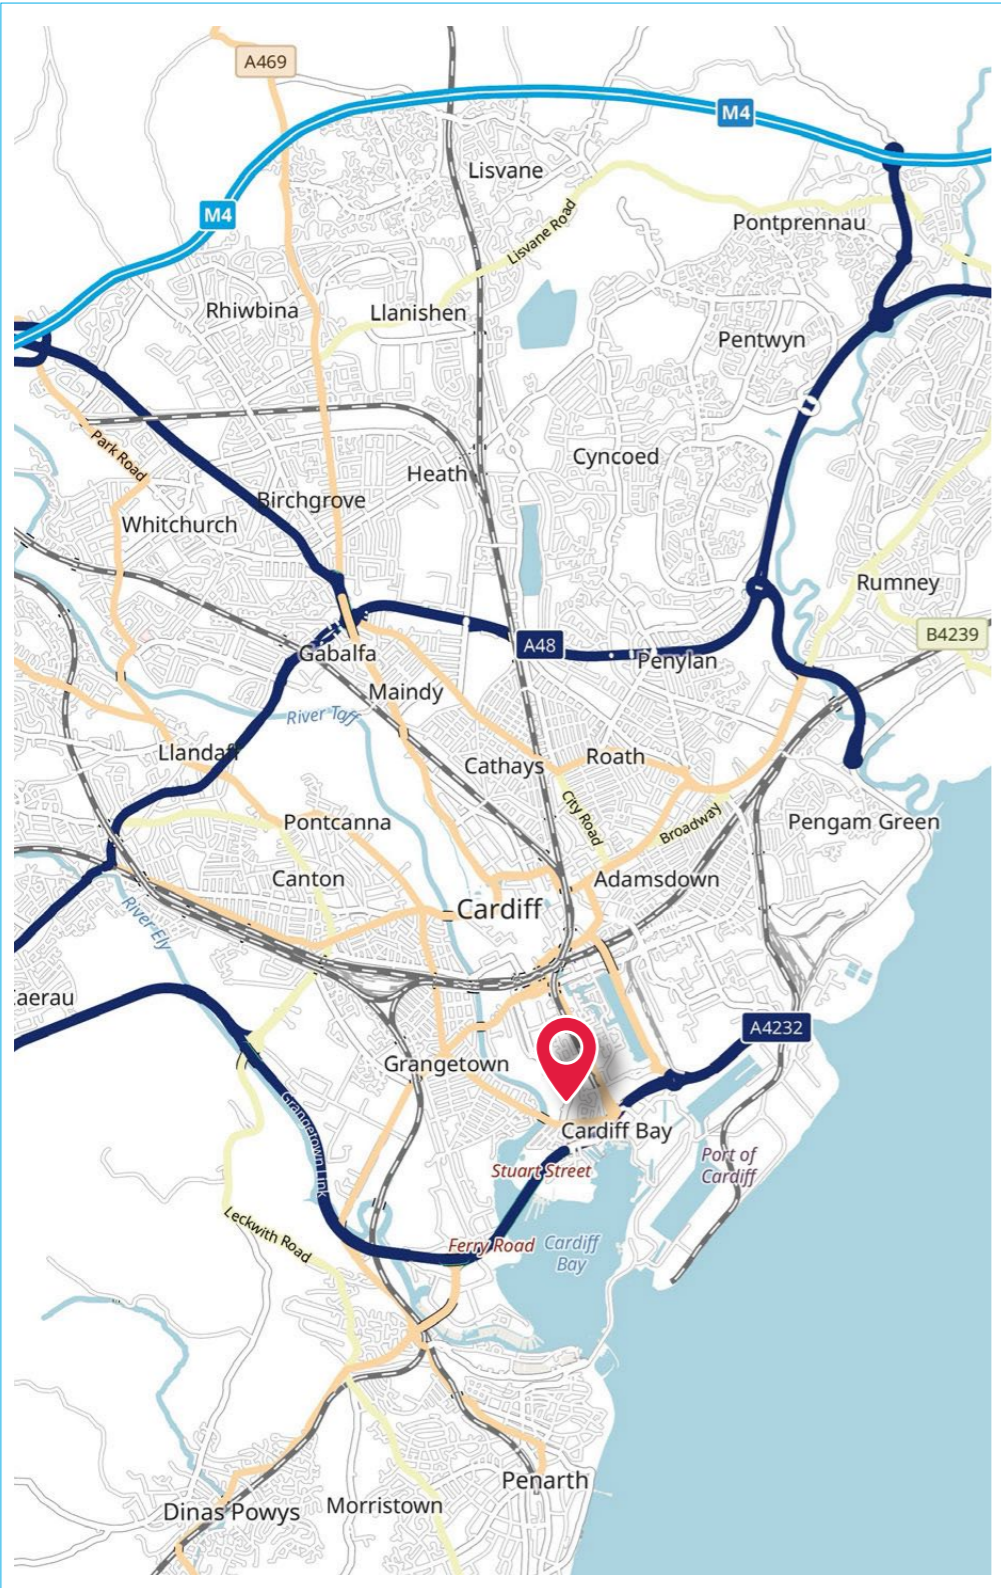 A469
M4
Lisvane
M4
Pontprennau
Lisvane Road
Rhiwbina
Llanishen
Pentwyn
Park Road
Cyncoed
Heath
Birchgrove
Whitchurch
Rumney
B4239
A48
Gabalfa
Penylan
Maindy
River Taff
Llandaff
Cathays
Roath
City Road
Broadway
Pontcanna
Pengam Green
Canton
Adamsdown
Cardiff
River Ely
aerau
A4232
Grangetown
Grangetown Link
Cardiff Bay
Stuart Street
Port of
Cardiff
Leckwith Road
Ferry Road
Cardiff
Bay
Penarth
Morristown
Dinas Powys